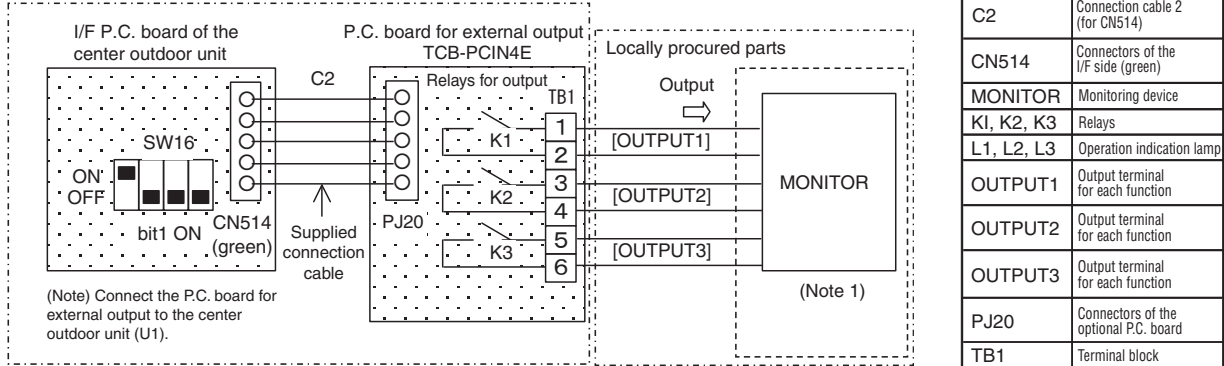 I/F P.C. board of the
center outdoor unit
C2
SW16
ON
OFF
bit1 ON
CN514
(green)
Supplied
connection
cable
(Note) Connect the P.C. board for
external output to the center
outdoor unit (U1).
P.C. board for external output
TCB-PCIN4E
Relays for output
TB1
K1
K2
K3
PJ20
1
2
3
4
5
6
Locally procured parts
Output
[OUTPUT1]
[OUTPUT2]
[OUTPUT3]
MONITOR
(Note 1)
C2 Connection cable 2
(for CN514)
CN514 Connectors of the
I/F side (green)
MONITOR Monitoring device
KI, K2, K3 Relays
L1, L2, L3 Operation indication lamp
OUTPUT1 Output terminal
for each function
OUTPUT2 Output terminal
for each function
OUTPUT3 Output terminal
for each function
PJ20 Connectors of the
optional P.C. board
TB1 Terminal block